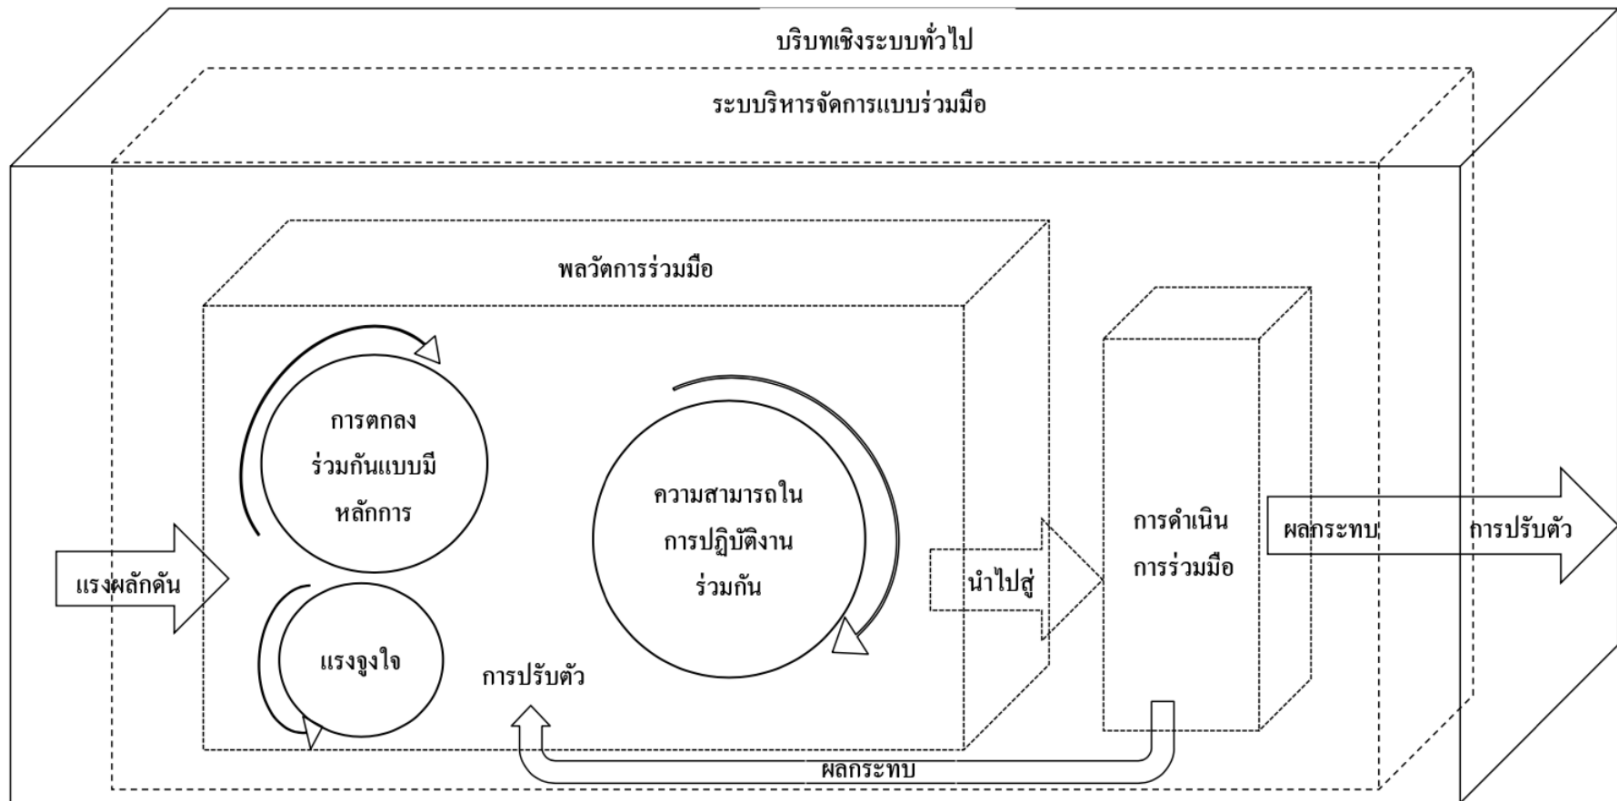 บริบทเชิงระบบทั่วไป
ระบบบริหารจัดการแบบร่วมมือ
พลวัตการร่วมมือ
การตกลง
ร่วมกันแบบมี
หลักการ
ความสามารถใน
การปฏิบัติงาน
ร่วมกัน
แรงผลักดัน
แรงจูงใจ
การปรับตัว
นำไปสู่
การดำเนิน
การร่วมมือ
ผลกระทบ
การปรับตัว
ผลกระทบ